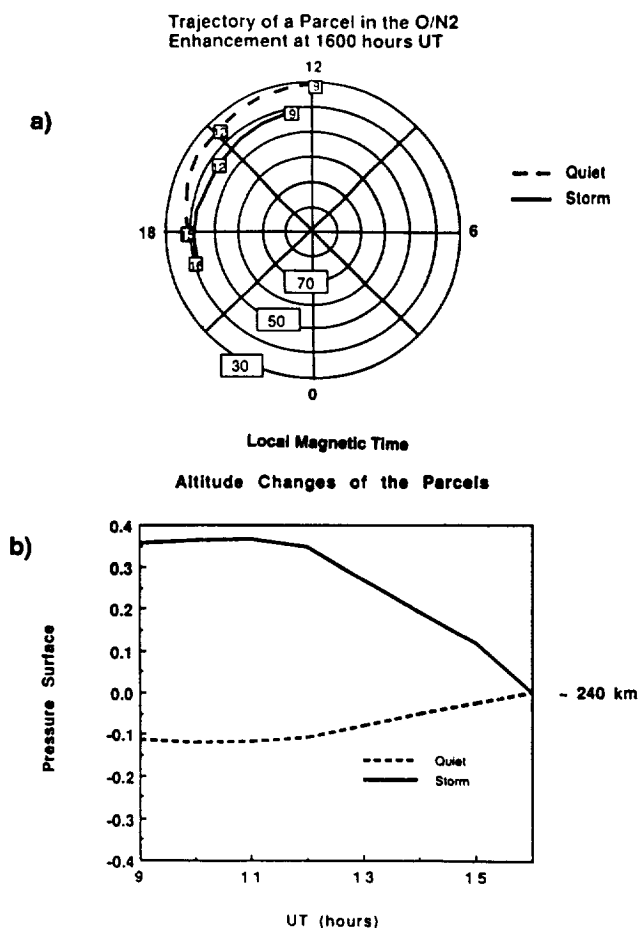 Trajectory of a Parcel in the O/N2
Enhancement at 1600 hours UT
12
a)
9
9
12
12
Quiet
Storm
18
15
6
16
70
50
30
0
Local Magnetic Time
Altitude Changes of the Parcels
b)
0.4
0.3
0.2
0.1
0.0
-0.1
-0.2
-0.3
-0.4
Pressure Surface
~ 240 km
Quiet
Storm
9
11
13
15
UT (hours)